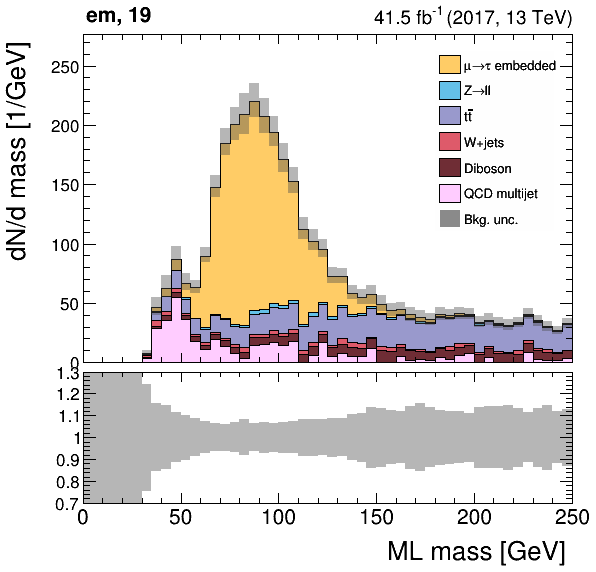 em, 19
41.5 fb⁻¹ (2017, 13 TeV)
dN/d mass [1/GeV]
250
200
150
100
50
0
μ→τ embedded
Z→ll
tt̄
W+jets
Diboson
QCD multijet
Bkg. unc.
1.3
1.2
1.1
1
0.9
0.8
0.7
0 50 100 150 200 250
ML mass [GeV]